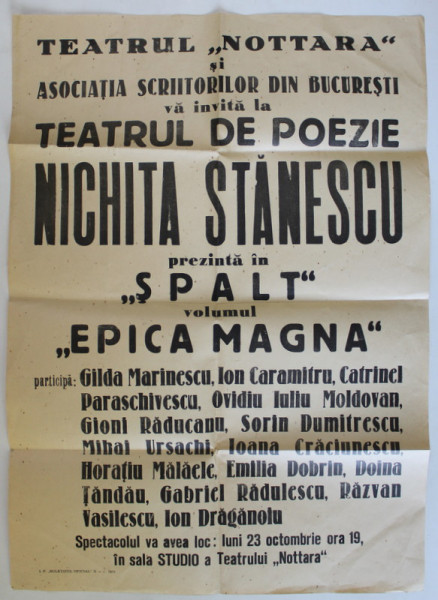 TEATRUL „NOTTARA“
și
ASOCIAȚIA SCRIITORILOR DIN BUCUREȘTI
vă invită la
TEATRUL DE POEZIE
NICHITA STĂNESCU
prezintă în
„ȘPALT“
volumul
„EPICA MAGNA“
participă: Gilda Marinescu, Ion Caramitru, Catrinel
Paraschivescu, Ovidiu Iuliu Moldovan,
Gioni Răducanu, Sorin Dumitrescu,
Mihai Ursachi, Ioana Crăciunescu,
Horațiu Mălăele, Emilia Dobrin, Doina
Țăndău, Gabriel Rădulescu, Răzvan
Vasilescu, Ion Drăgănoiu
Spectacolul va avea loc: luni 23 octombrie ora 19,
în sala STUDIO a Teatrului „Nottara“